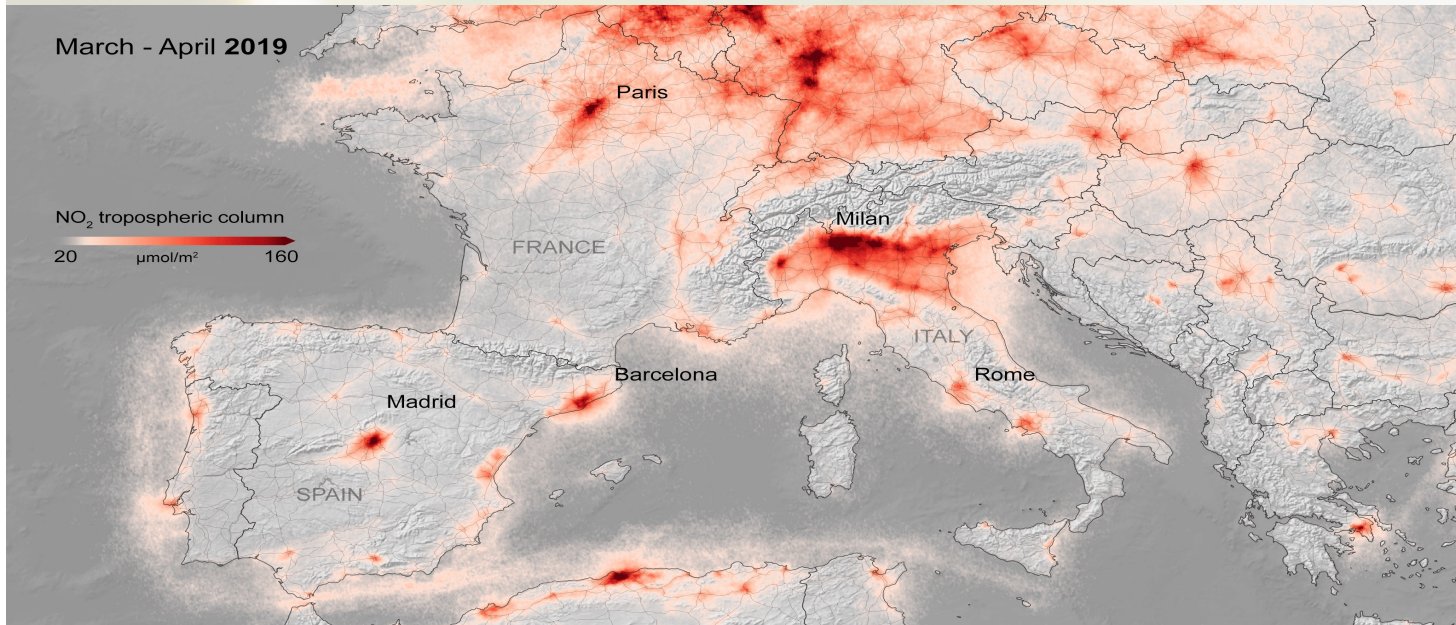 March - April 2019
Paris
NO₂ tropospheric column
20 µmol/m² 160
Milan
FRANCE
ITALY
Barcelona
Rome
Madrid
SPAIN